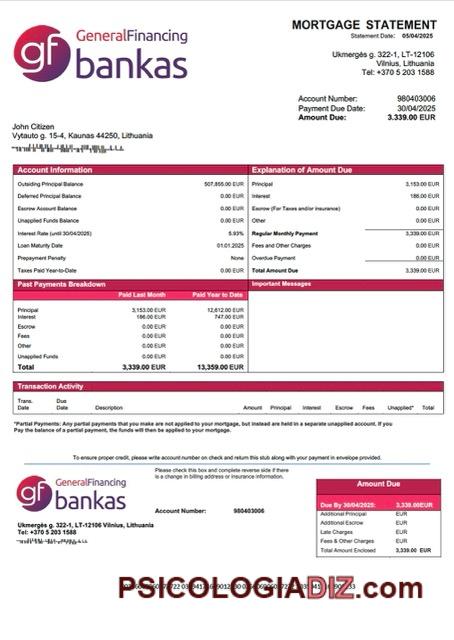 MORTGAGE STATEMENT
Statement Date: 05/04/2025
gf GeneralFinancing
bankas
Ukmergės g. 322-1, LT-12106
Vilnius, Lithuania
Tel: +370 5 203 1588
Account Number: 980403006
Payment Due Date: 30/04/2025
Amount Due: 3.339.00 EUR
John Citizen
Vytauto g. 15-4, Kaunas 44250, Lithuania
Account Information
Outsiding Principal Balance 507,855.00 EUR
Deferred Principal Balance 0.00 EUR
Escrow Account Balance 0.00 EUR
Unapplied Funds Balance 0.00 EUR
Interest Rate (until 30/04/2025) 5.93%
Loan Maturity Date 01.01.2025
Prepayment Penalty None
Taxes Paid Year-to-Date 0.00 EUR
Explanation of Amount Due
Principal 3,153.00 EUR
Interest 186.00 EUR
Escrow (For Taxes and/or insurance) 0.00 EUR
Other 0.00 EUR
Regular Monthly Payment 3,339.00 EUR
Fees and Other Charges 0.00 EUR
Overdue Payment 0.00 EUR
Total Amount Due 3,339.00 EUR
Past Payments Breakdown
Paid Last Month Paid Year to Date
Principal 3,153.00 EUR 12,612.00 EUR
Interest 186.00 EUR 747.00 EUR
Escrow 0.00 EUR 0.00 EUR
Fees 0.00 EUR 0.00 EUR
Other 0.00 EUR 0.00 EUR
Unapplied Funds 0.00 EUR 0.00 EUR
Total 3,339.00 EUR 13,359.00 EUR
Important Messages
Transaction Activity
Trans. Date Due Date Description Amount Principal Interest Escrow Fees Unapplied* Total
*Partial Payments: Any partial payments that you make are not applied to your mortgage, but instead are held in a separate unapplied account. If you
Pay the balance of a partial payment, the funds will then be applied to your mortgage.
To ensure proper credit, please write account number on check and return this stub along with your payment in envelope provided.
gf GeneralFinancing
bankas
Please check this box and complete reverse side if there
is a change in billing address or insurance information.
Account Number: 980403006
Ukmergės g. 322-1, LT-12106 Vilnius, Lithuania
Tel: +370 5 203 1588
Amount Due
Due By 30/04/2025: 3,339.00EUR
Additional Principal EUR
Additional Escrow EUR
Late Charges EUR
Fees & Other Charges EUR
Total Amount Enclosed 3,339.00 EUR
PSICOLOGIADIZ.com